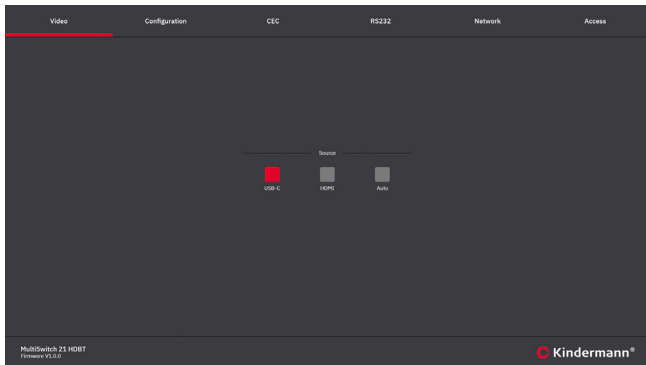 Video Configuration CEC RS232 Network Access
Source
USB-C HDMI Auto
MultiSwitch 21 HDBT
Firmware V1.0.0
Kindermann®